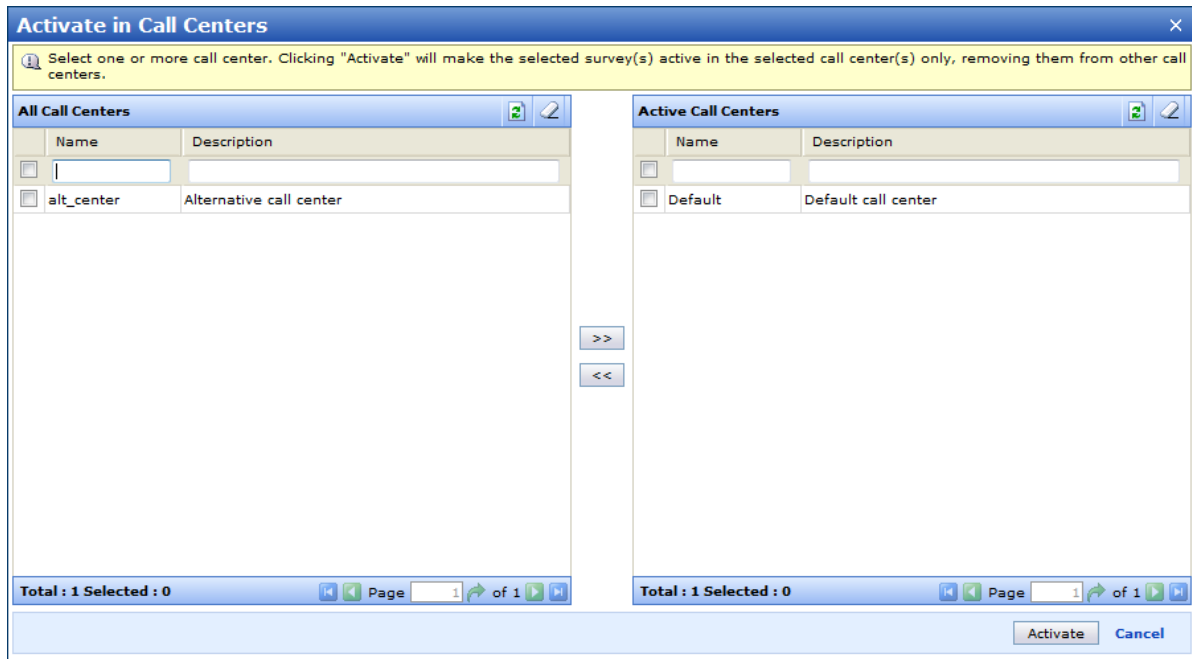 Activate in Call Centers
Select one or more call center. Clicking "Activate" will make the selected survey(s) active in the selected call center(s) only, removing them from other call
centers.
All Call Centers
Name Description
alt_center Alternative call center
Total : 1 Selected : 0 Page 1 of 1
>>
<<
Active Call Centers
Name Description
Default Default call center
Total : 1 Selected : 0 Page 1 of 1
Activate Cancel